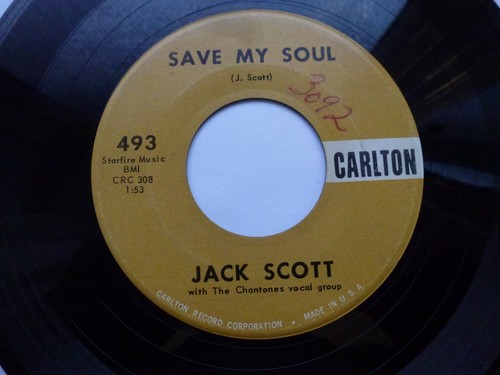 SAVE MY SOUL
(J. Scott)
3092
493
Starfire Music
BMI
CRC 308
1:53
CARLTON
JACK SCOTT
with The Chantones vocal group
CARLTON RECORD CORPORATION • MADE IN U.S.A.